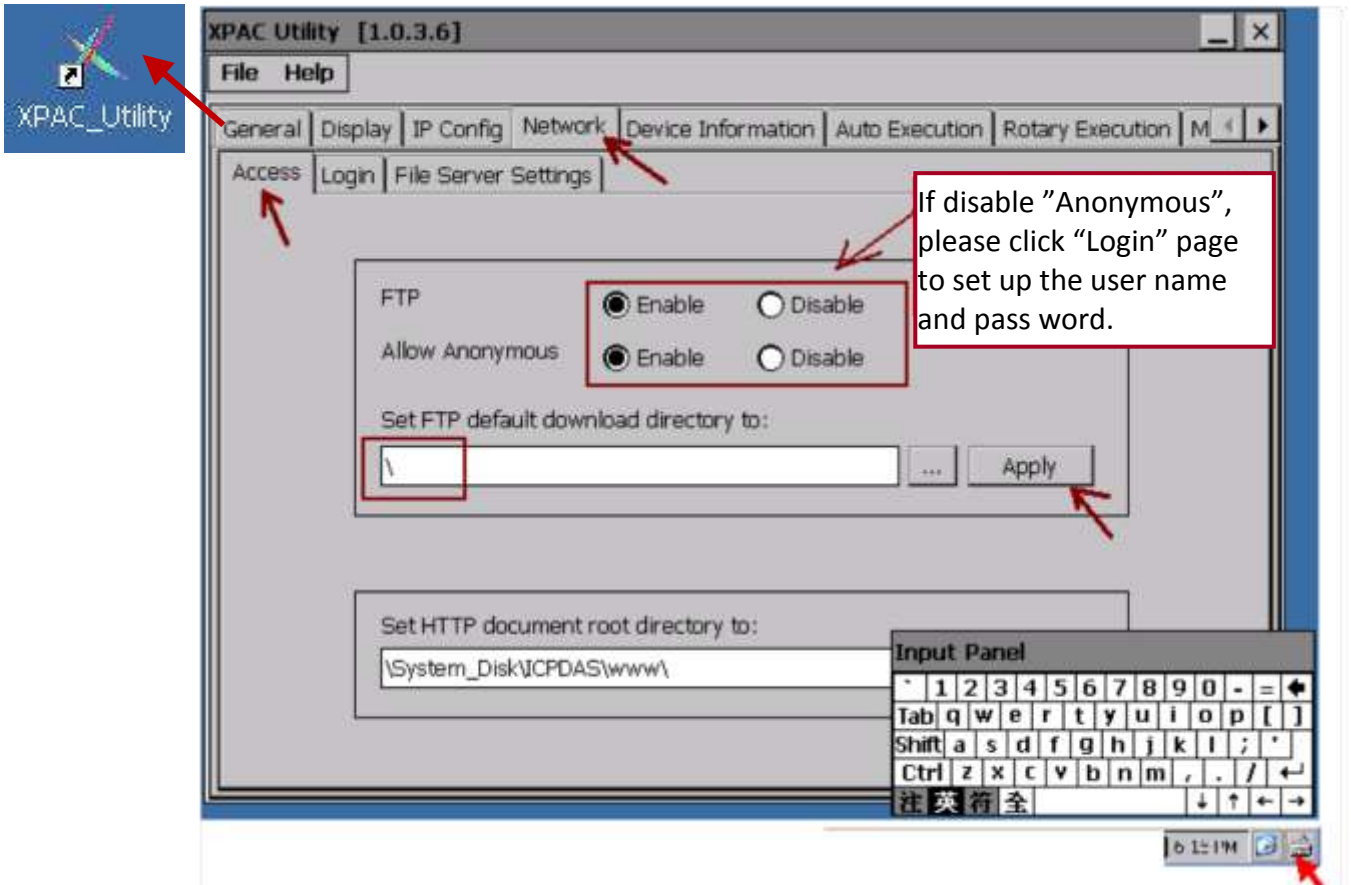 XPAC_Utility
XPAC Utility [1.0.3.6]
File Help
General Display IP Config Network Device Information Auto Execution Rotary Execution M
Access Login File Server Settings
If disable ”Anonymous”,
please click “Login” page
to set up the user name
and pass word.
FTP Enable Disable
Allow Anonymous Enable Disable
Set FTP default download directory to:
\ ... Apply
Set HTTP document root directory to:
\System_Disk\ICPDAS\www\
Input Panel
` 1 2 3 4 5 6 7 8 9 0 - =
Tab q w e r t y u i o p [ ]
Shift a s d f g h j k l ; '
Ctrl z x c v b n m , . /
注 英 符 全 ↓ ↑ ← →
PM